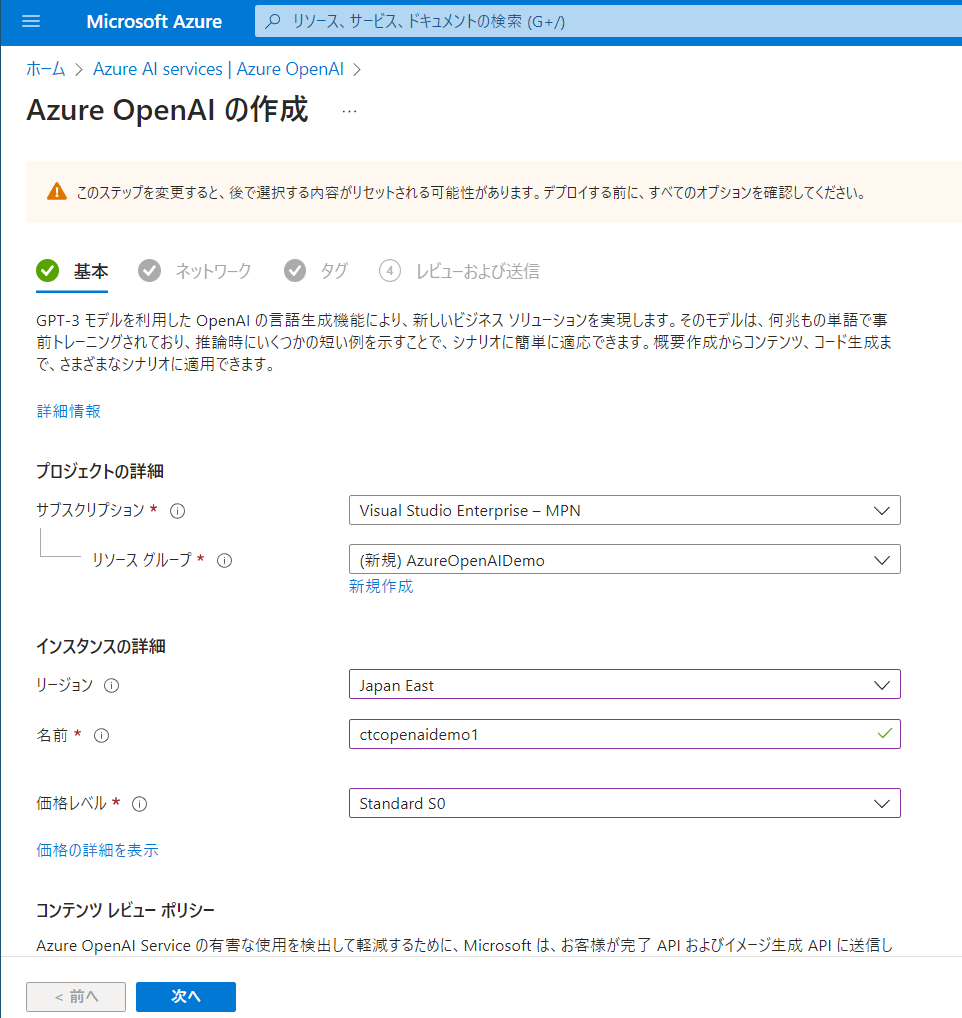 Microsoft Azure
リソース、サービス、ドキュメントの検索 (G+/)
ホーム > Azure AI services | Azure OpenAI >
Azure OpenAI の作成 …
このステップを変更すると、後で選択する内容がリセットされる可能性があります。デプロイする前に、すべてのオプションを確認してください。
基本 ネットワーク タグ 4 レビューおよび送信
GPT-3 モデルを利用した OpenAI の言語生成機能により、新しいビジネス ソリューションを実現します。そのモデルは、何兆もの単語で事
前トレーニングされており、推論時にいくつかの短い例を示すことで、シナリオに簡単に適応できます。概要作成からコンテンツ、コード生成ま
で、さまざまなシナリオに適用できます。
詳細情報
プロジェクトの詳細
サブスクリプション * Visual Studio Enterprise – MPN
リソース グループ * (新規) AzureOpenAIDemo
新規作成
インスタンスの詳細
リージョン Japan East
名前 * ctcopenaidemo1
価格レベル * Standard S0
価格の詳細を表示
コンテンツ レビュー ポリシー
Azure OpenAI Service の有害な使用を検出して軽減するために、Microsoft は、お客様が完了 API およびイメージ生成 API に送信し
< 前へ 次へ